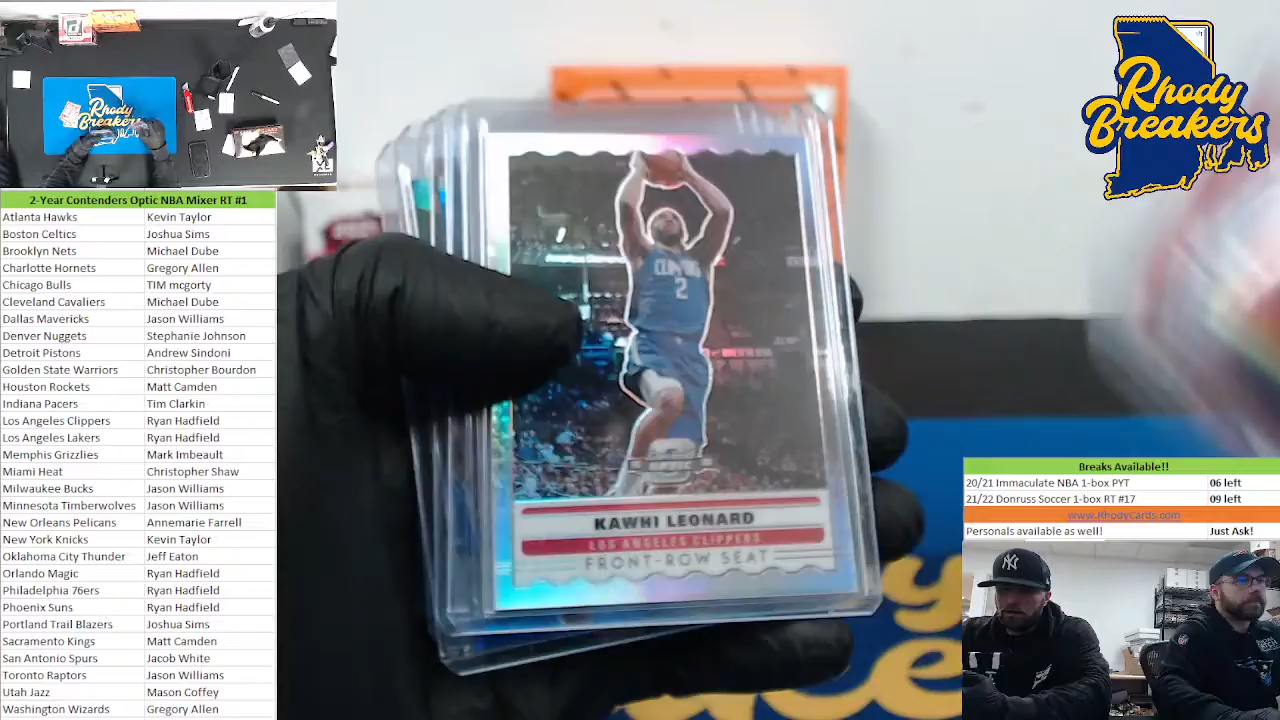 Rhody
Breakers
Rhody
Breakers
2-Year Contenders Optic NBA Mixer RT #1
Atlanta Hawks Kevin Taylor
Boston Celtics Joshua Sims
Brooklyn Nets Michael Dube
Charlotte Hornets Gregory Allen
Chicago Bulls TIM mcgorty
Cleveland Cavaliers Michael Dube
Dallas Mavericks Jason Williams
Denver Nuggets Stephanie Johnson
Detroit Pistons Andrew Sindoni
Golden State Warriors Christopher Bourdon
Houston Rockets Matt Camden
Indiana Pacers Tim Clarkin
Los Angeles Clippers Ryan Hadfield
Los Angeles Lakers Ryan Hadfield
Memphis Grizzlies Mark Imbeault
Miami Heat Christopher Shaw
Milwaukee Bucks Jason Williams
Minnesota Timberwolves Jason Williams
New Orleans Pelicans Annemarie Farrell
New York Knicks Kevin Taylor
Oklahoma City Thunder Jeff Eaton
Orlando Magic Ryan Hadfield
Philadelphia 76ers Ryan Hadfield
Phoenix Suns Ryan Hadfield
Portland Trail Blazers Joshua Sims
Sacramento Kings Matt Camden
San Antonio Spurs Jacob White
Toronto Raptors Jason Williams
Utah Jazz Mason Coffey
Washington Wizards Gregory Allen
CLIPPERS
2
KAWHI LEONARD
LOS ANGELES CLIPPERS
FRONT-ROW SEAT
Breaks Available!!
20/21 Immaculate NBA 1-box PYT 06 left
21/22 Donruss Soccer 1-box RT #17 09 left
www.RhodyCards.com
Personals available as well! Just Ask!